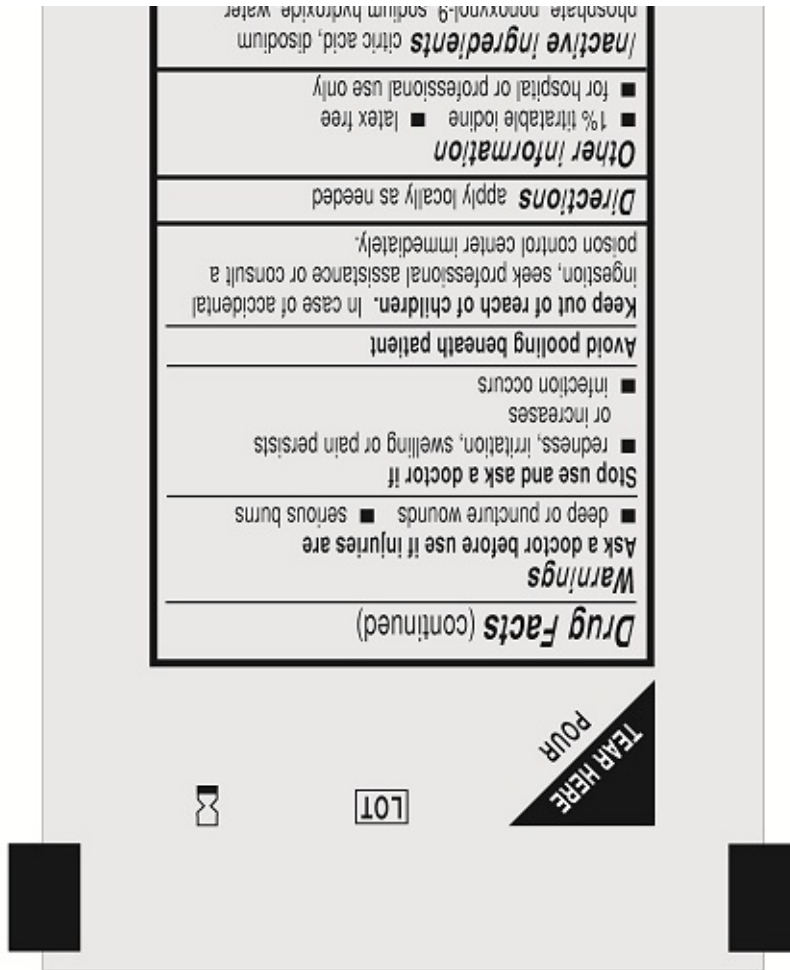 LOT
TEAR HERE
POUR
Drug Facts (continued)
Warnings
Ask a doctor before use if injuries are
■ deep or puncture wounds ■ serious burns
Stop use and ask a doctor if
■ redness, irritation, swelling or pain persists
or increases
■ infection occurs
Avoid pooling beneath patient
Keep out of reach of children. In case of accidental
ingestion, seek professional assistance or consult a
poison control center immediately.
Directions apply locally as needed
Other information
■ 1% titratable iodine ■ latex free
■ for hospital or professional use only
Inactive ingredients citric acid, disodium
phosphate, nonoxynol-9, sodium hydroxide, water